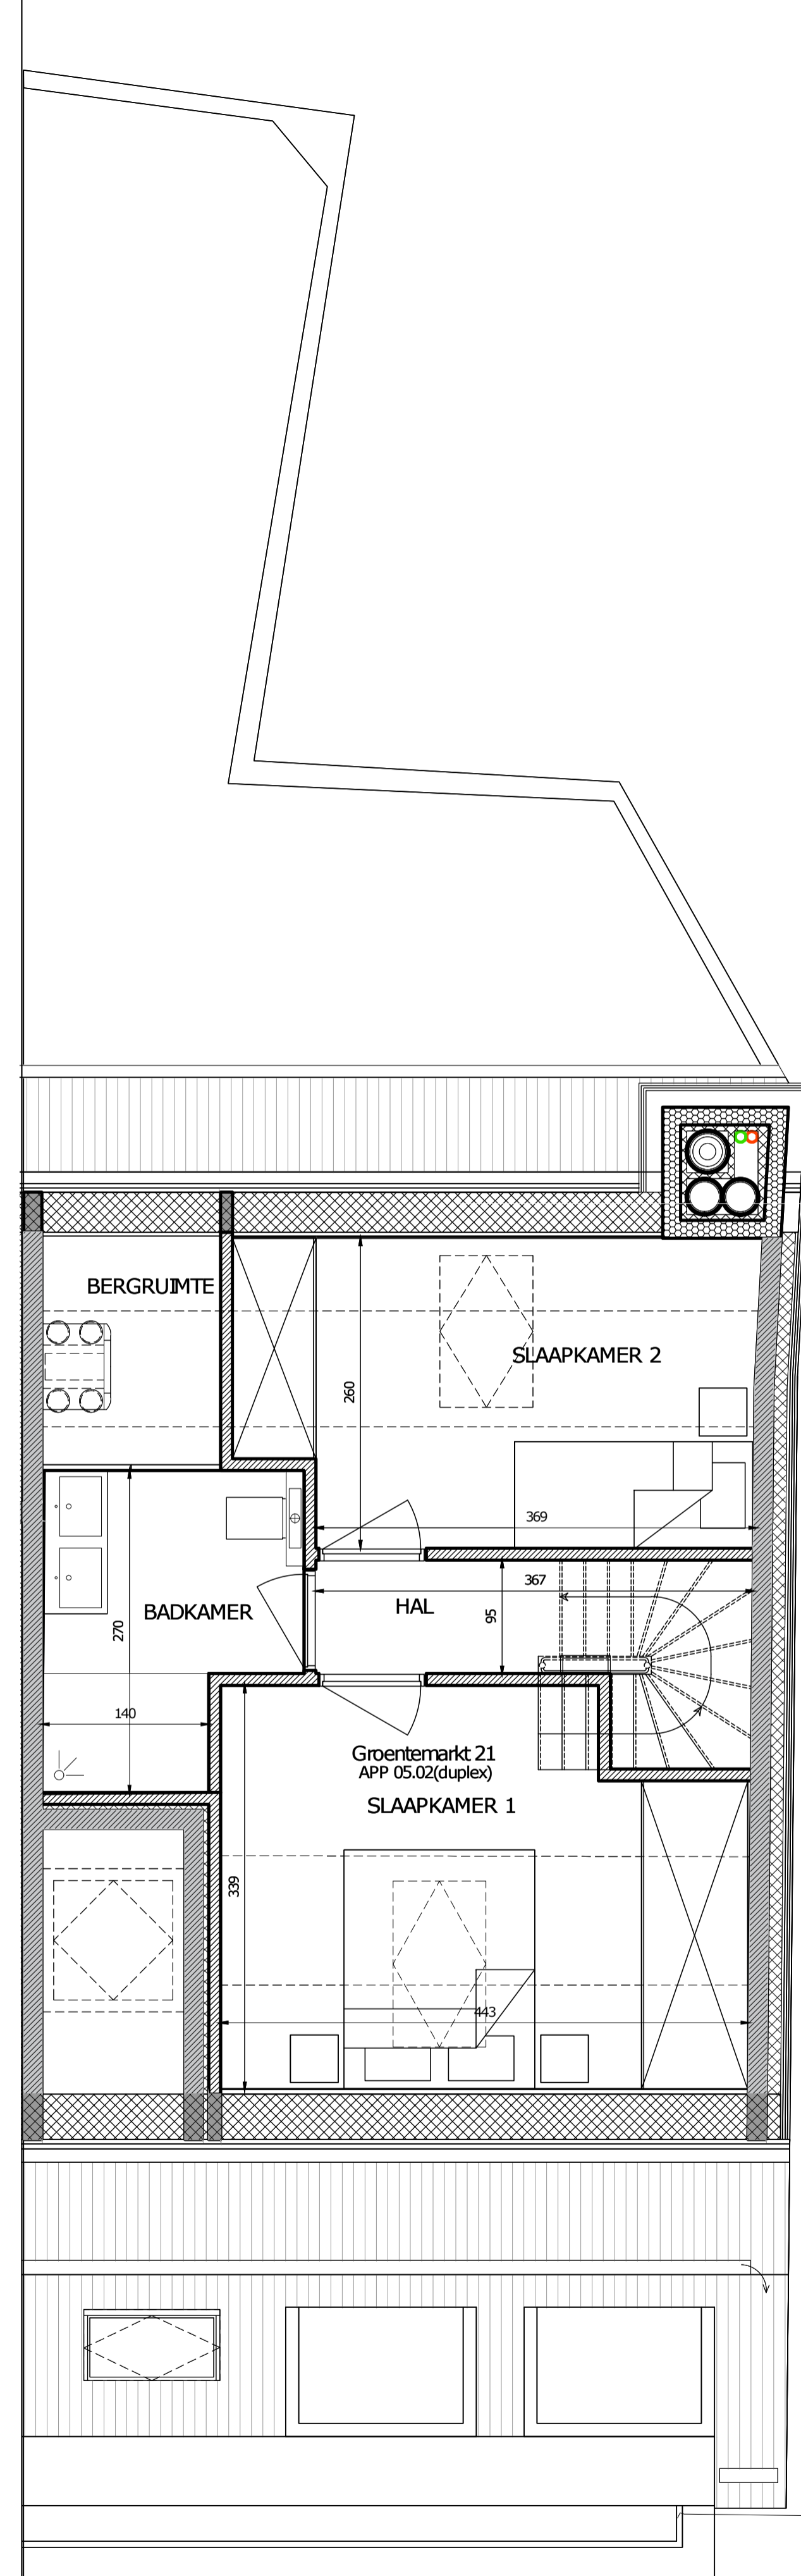 BERGRUIMTE
SLAAPKAMER 2
260
369
367
HAL
95
BADKAMER
270
140
Groentemarkt 21
APP 05.02(duplex)
SLAAPKAMER 1
339
443